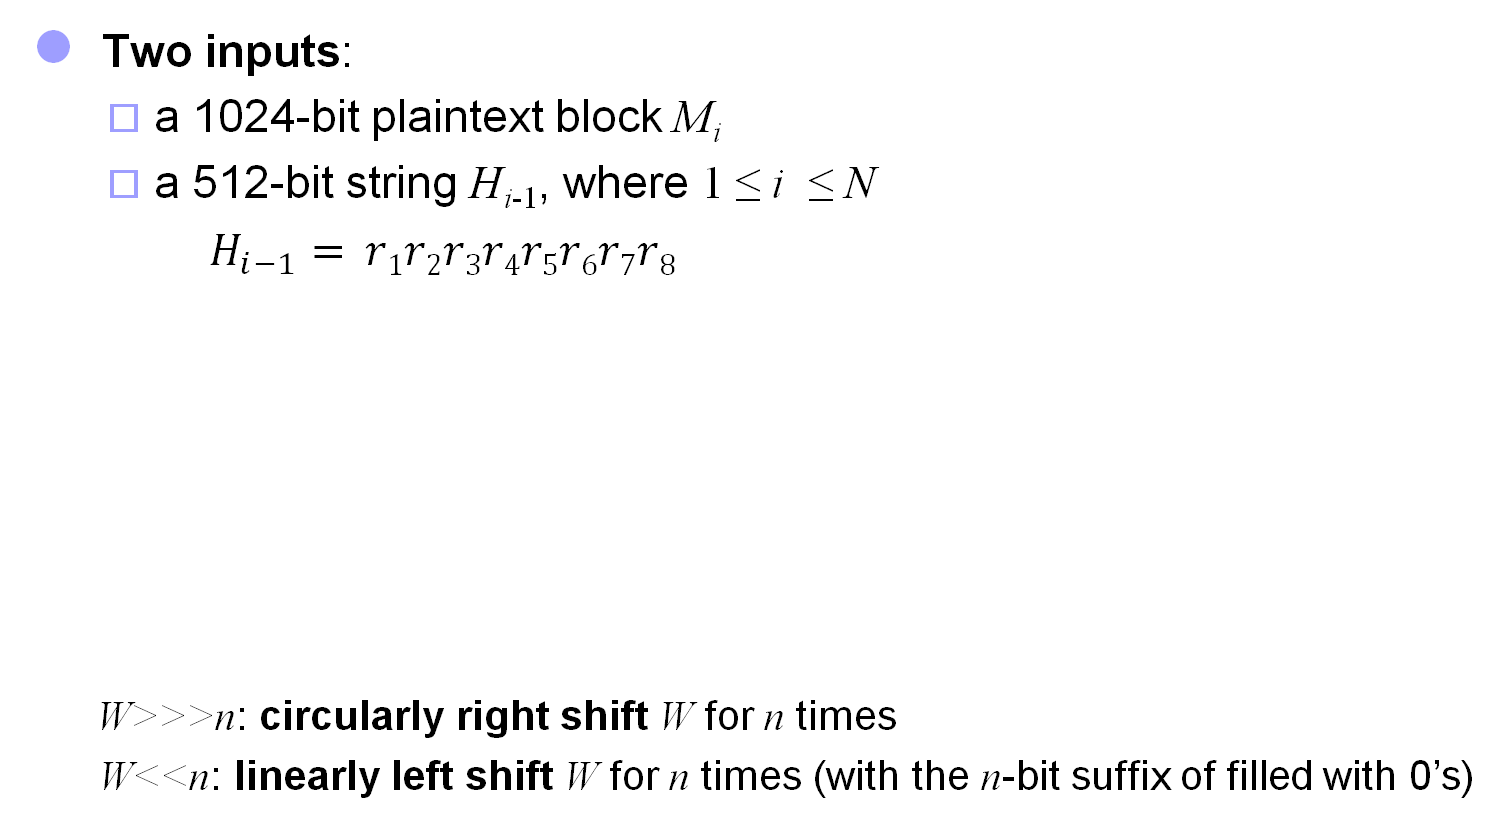 Two inputs:
a 1024-bit plaintext block Mᵢ
a 512-bit string Hᵢ₋₁, where 1 ≤ i ≤ N
Hᵢ₋₁ = r₁r₂r₃r₄r₅r₆r₇r₈
W>>>n: circularly right shift W for n times
W<<n: linearly left shift W for n times (with the n-bit suffix of filled with 0’s)